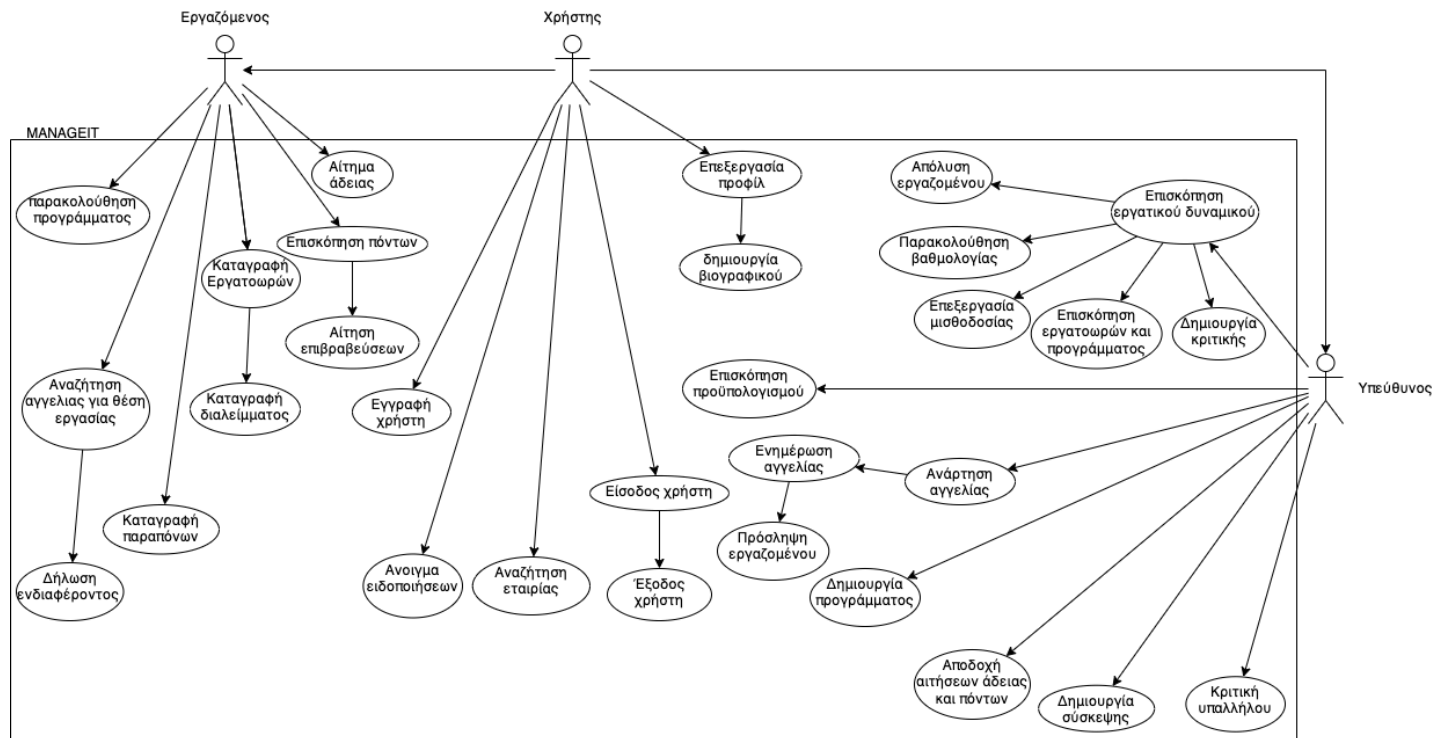 Εργαζόμενος
Χρήστης
MANAGEIT
Αίτημα
άδειας
Επεξεργασία
προφίλ
Απόλυση
εργαζομένου
Επισκόπηση
εργατικού δυναμικού
παρακολούθηση
προγράμματος
Επισκόπηση πόντων
Καταγραφή
Εργατοωρών
δημιουργία
βιογραφικού
Παρακολούθηση
βαθμολογίας
Επεξεργασία
μισθοδοσίας
Επισκόπηση
εργατοωρών και
προγράμματος
Δημιουργία
κριτικής
Αίτηση
επιβραβεύσεων
Αναζήτηση
αγγελιας για θέση
εργασίας
Καταγραφή
διαλείμματος
Εγγραφή
χρήστη
Επισκόπηση
προϋπολογισμού
Υπεύθυνος
Ενημέρωση
αγγελίας
Ανάρτηση
αγγελίας
Είσοδος χρήστη
Καταγραφή
παραπόνων
Πρόσληψη
εργαζομένου
Δήλωση
ενδιαφέροντος
Ανοιγμα
ειδοποιήσεων
Αναζήτηση
εταιρίας
Έξοδος
χρήστη
Δημιουργία
προγράμματος
Αποδοχή
αιτήσεων άδειας
και πόντων
Δημιουργία
σύσκεψης
Κριτική
υπαλλήλου